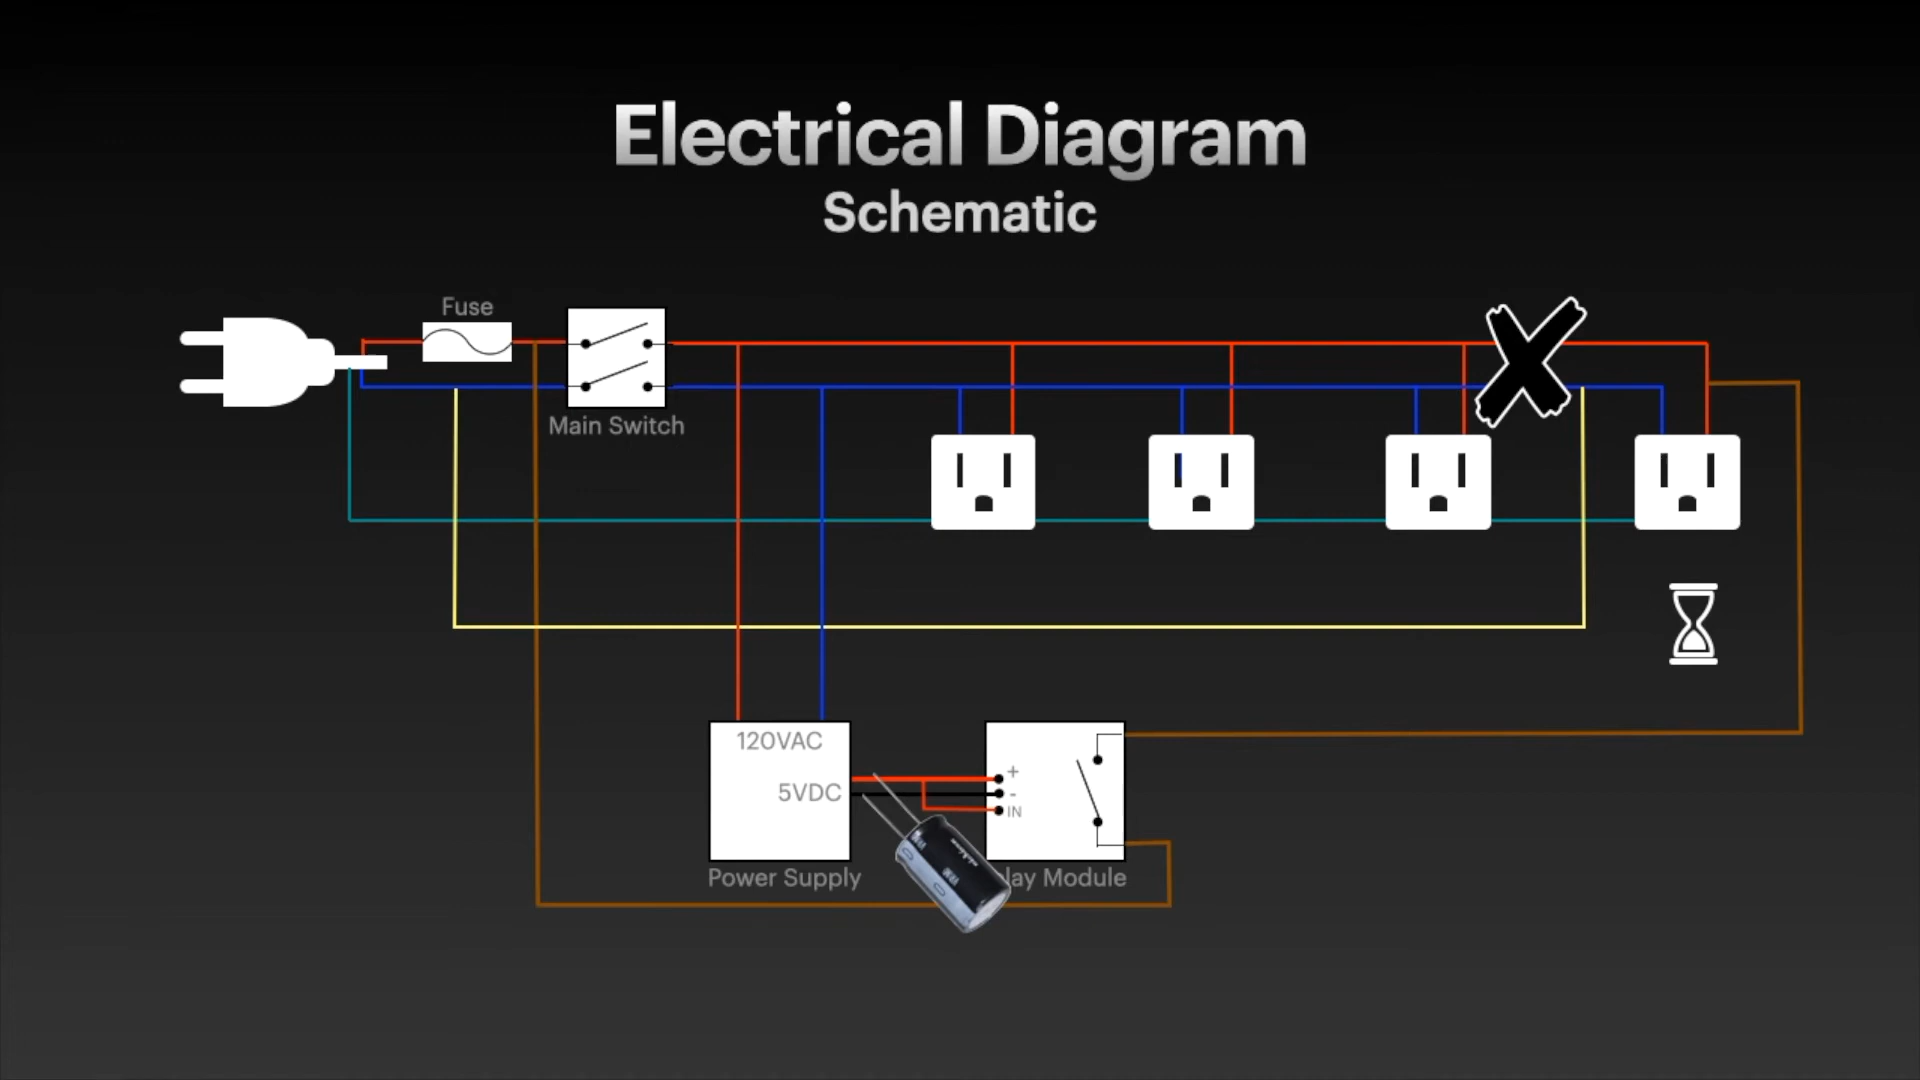 Electrical Diagram
Schematic
Fuse
Main Switch
120VAC
5VDC
+
-
IN
Power Supply
lay Module